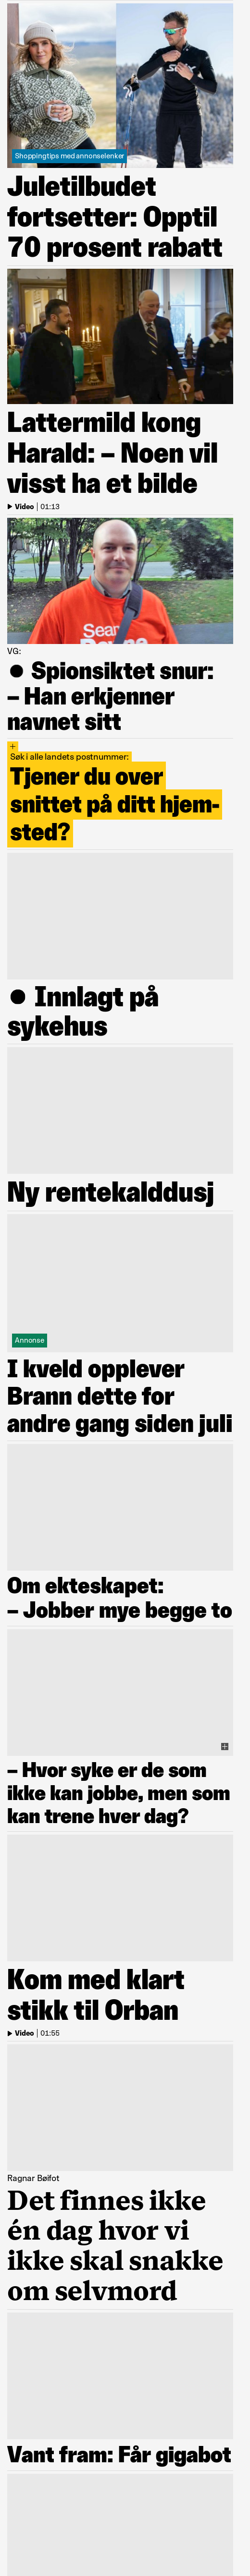 Shoppingtips med annonselenker
Juletilbudet
fortsetter: Opptil
70 prosent rabatt
Lattermild kong
Harald: – Noen vil
visst ha et bilde
Video | 01:13
Sean
VG:
● Spionsiktet snur:
– Han erkjenner
navnet sitt
+
Søk i alle landets postnummer:
Tjener du over
snittet på ditt hjem-
sted?
● Innlagt på
sykehus
Ny rentekalddusj
Annonse
I kveld opplever
Brann dette for
andre gang siden juli
Om ekteskapet:
– Jobber mye begge to
– Hvor syke er de som
ikke kan jobbe, men som
kan trene hver dag?
Kom med klart
stikk til Orban
Video | 01:55
Ragnar Bøifot
Det finnes ikke
én dag hvor vi
ikke skal snakke
om selvmord
Vant fram: Får gigabot